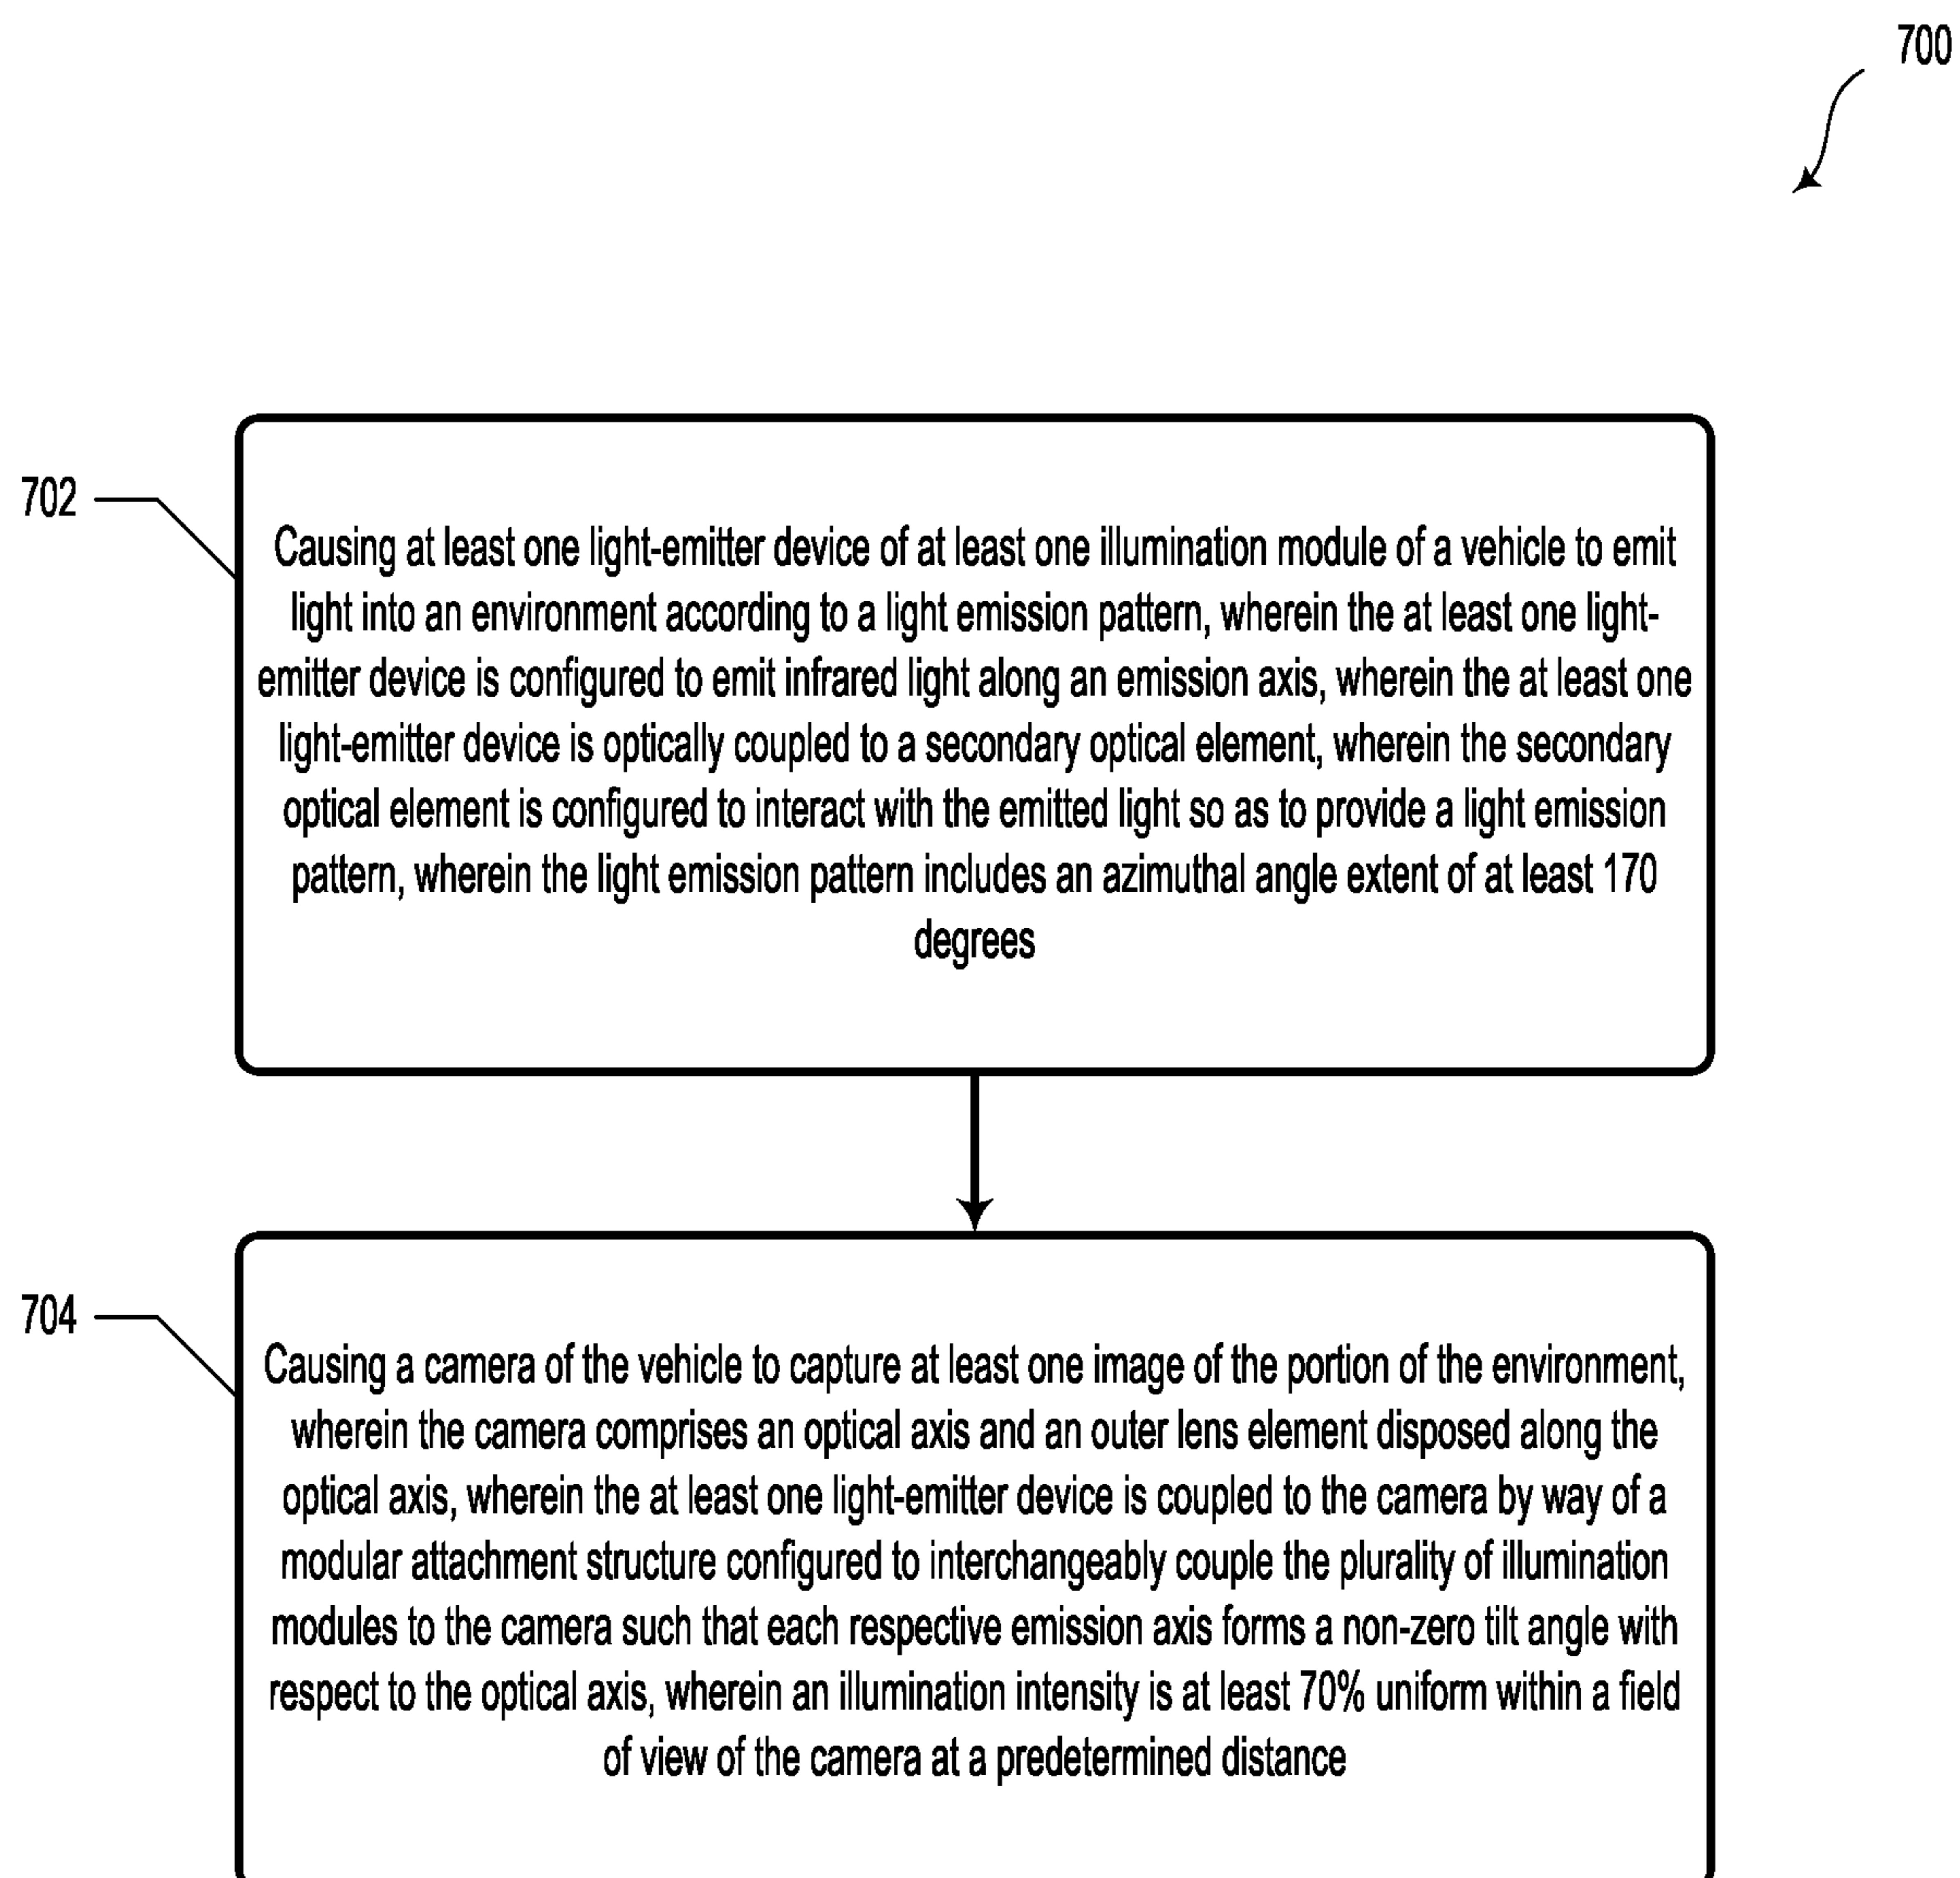 700
702
Causing at least one light-emitter device of at least one illumination module of a vehicle to emit
light into an environment according to a light emission pattern, wherein the at least one light-
emitter device is configured to emit infrared light along an emission axis, wherein the at least one
light-emitter device is optically coupled to a secondary optical element, wherein the secondary
optical element is configured to interact with the emitted light so as to provide a light emission
pattern, wherein the light emission pattern includes an azimuthal angle extent of at least 170
degrees
704
Causing a camera of the vehicle to capture at least one image of the portion of the environment,
wherein the camera comprises an optical axis and an outer lens element disposed along the
optical axis, wherein the at least one light-emitter device is coupled to the camera by way of a
modular attachment structure configured to interchangeably couple the plurality of illumination
modules to the camera such that each respective emission axis forms a non-zero tilt angle with
respect to the optical axis, wherein an illumination intensity is at least 70% uniform within a field
of view of the camera at a predetermined distance